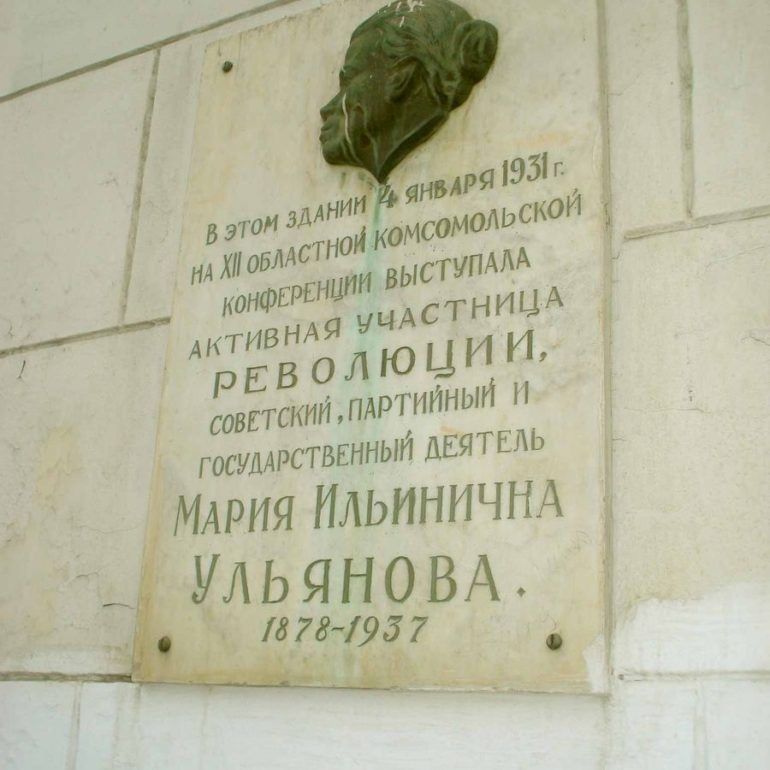 В ЭТОМ ЗДАНИИ 4 ЯНВАРЯ 1931 г.
НА XII ОБЛАСТНОЙ КОМСОМОЛЬСКОЙ
КОНФЕРЕНЦИИ ВЫСТУПАЛА
АКТИВНАЯ УЧАСТНИЦА
РЕВОЛЮЦИИ,
СОВЕТСКИЙ, ПАРТИЙНЫЙ И
ГОСУДАРСТВЕННЫЙ ДЕЯТЕЛЬ
МАРИЯ ИЛЬИНИЧНА
УЛЬЯНОВА.
1878-1937